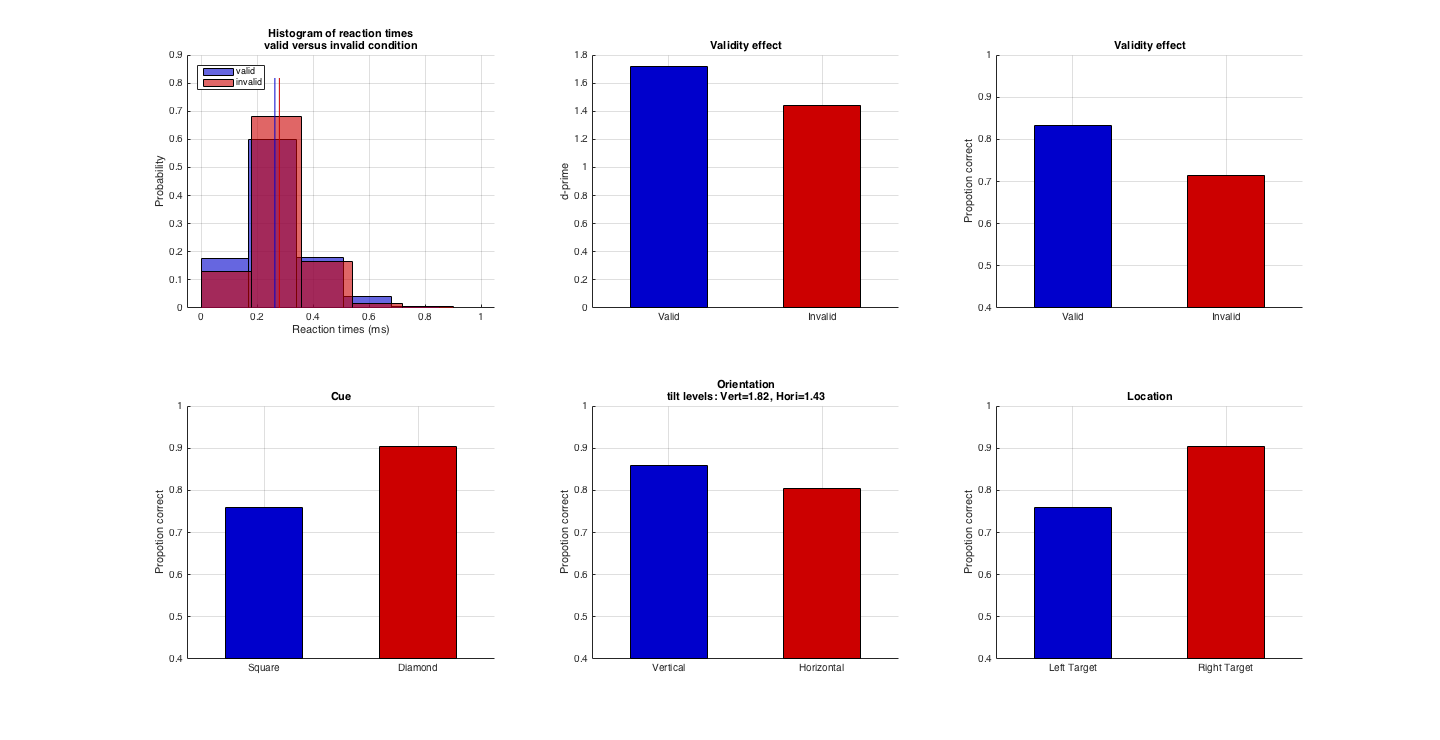 Histogram of reaction times
valid versus invalid condition
0.9
0.8
0.7
0.6
0.5
0.4
0.3
0.2
0.1
0
Probability
valid
invalid
0 0.2 0.4 0.6 0.8 1
Reaction times (ms)
Validity effect
1.8
1.6
1.4
1.2
1
0.8
0.6
0.4
0.2
0
d-prime
Valid Invalid
Validity effect
1
0.9
0.8
0.7
0.6
0.5
0.4
Propotion correct
Valid Invalid
Cue
1
0.9
0.8
0.7
0.6
0.5
0.4
Propotion correct
Square Diamond
Orientation
tilt levels: Vert=1.82, Hori=1.43
1
0.9
0.8
0.7
0.6
0.5
0.4
Propotion correct
Vertical Horizontal
Location
1
0.9
0.8
0.7
0.6
0.5
0.4
Propotion correct
Left Target Right Target